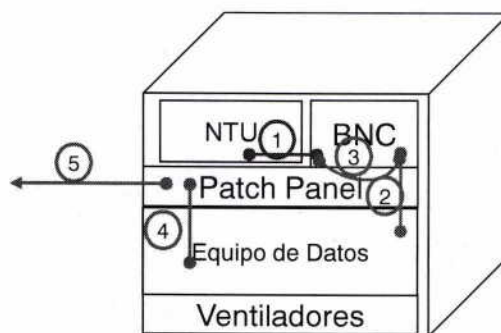 NTU
BNC
1
3
5
Patch Panel
2
4
Equipo de Datos
Ventiladores